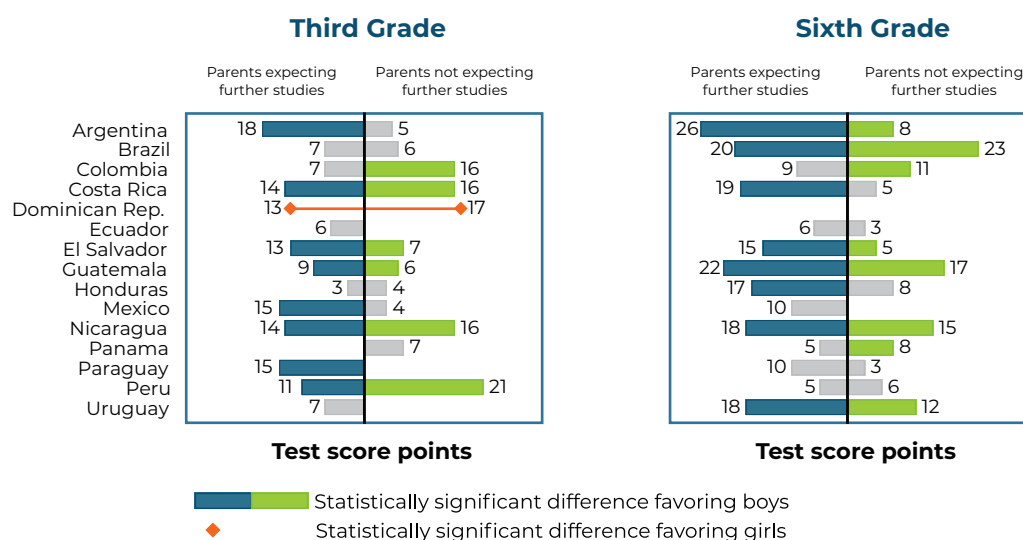 Third Grade
Sixth Grade
Parents expecting further studies
Parents not expecting further studies
Parents expecting further studies
Parents not expecting further studies
Argentina 18 5 26 8
Brazil 7 6 20 23
Colombia 7 16 9 11
Costa Rica 14 16 19 5
Dominican Rep. 13 17
Ecuador 6 6 3
El Salvador 13 7 15 5
Guatemala 9 6 22 17
Honduras 3 4 17 8
Mexico 15 4 10
Nicaragua 14 16 18 15
Panama 7 5 8
Paraguay 15 10 3
Peru 11 21 5 6
Uruguay 7 18 12
Test score points
Test score points
Statistically significant difference favoring boys
Statistically significant difference favoring girls